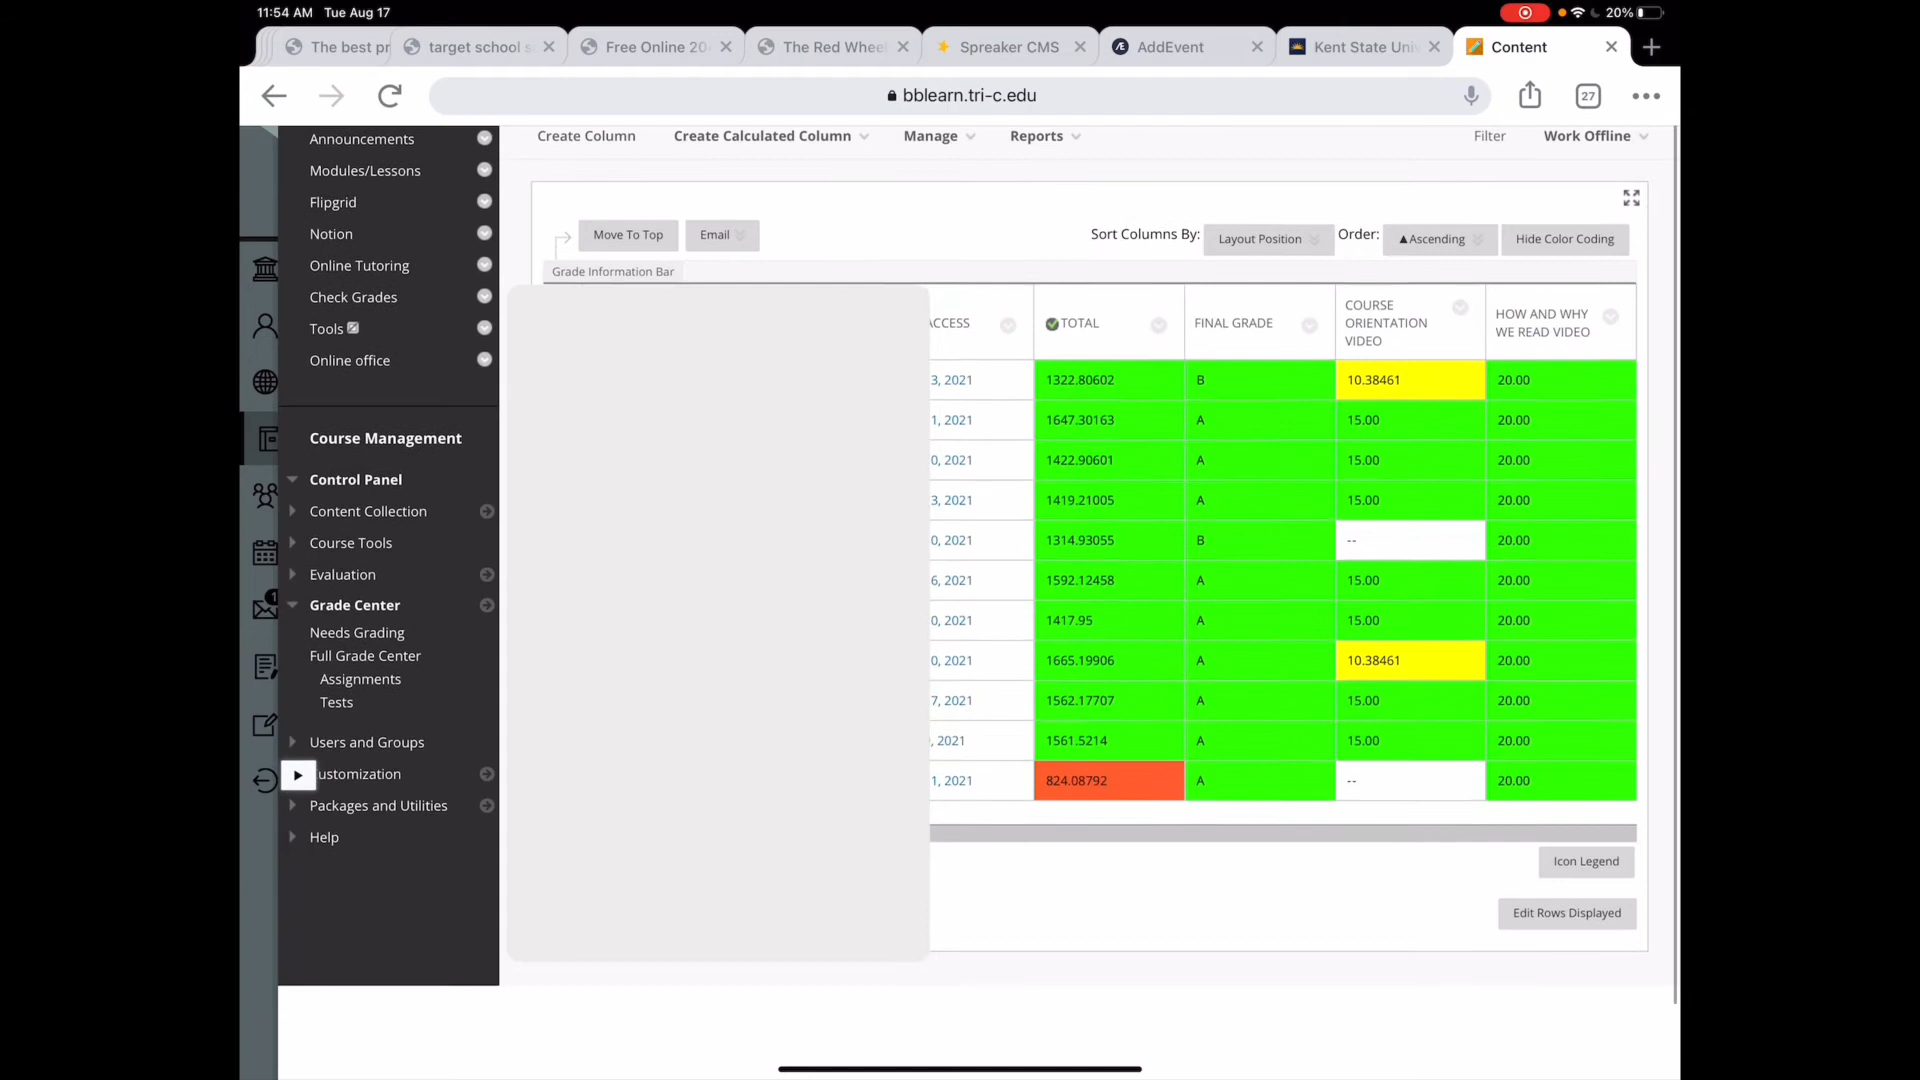 11:54 AM Tue Aug 17
20%
The best pr
target school s
Free Online 20
The Red Whee
Spreaker CMS
AddEvent
Kent State Uni
Content
bblearn.tri-c.edu
27
Announcements
Modules/Lessons
Flipgrid
Notion
Online Tutoring
Check Grades
Tools
Online office
Course Management
Control Panel
Content Collection
Course Tools
Evaluation
Grade Center
Needs Grading
Full Grade Center
Assignments
Tests
Users and Groups
ustomization
Packages and Utilities
Help
1
Create Column Create Calculated Column Manage Reports Filter Work Offline
Move To Top Email Sort Columns By: Layout Position Order: ▲Ascending Hide Color Coding
Grade Information Bar
ACCESS TOTAL FINAL GRADE COURSE ORIENTATION VIDEO HOW AND WHY WE READ VIDEO
3, 2021 1322.80602 B 10.38461 20.00
1, 2021 1647.30163 A 15.00 20.00
0, 2021 1422.90601 A 15.00 20.00
3, 2021 1419.21005 A 15.00 20.00
0, 2021 1314.93055 B -- 20.00
6, 2021 1592.12458 A 15.00 20.00
0, 2021 1417.95 A 15.00 20.00
0, 2021 1665.19906 A 10.38461 20.00
7, 2021 1562.17707 A 15.00 20.00
, 2021 1561.5214 A 15.00 20.00
1, 2021 824.08792 A -- 20.00
Icon Legend
Edit Rows Displayed